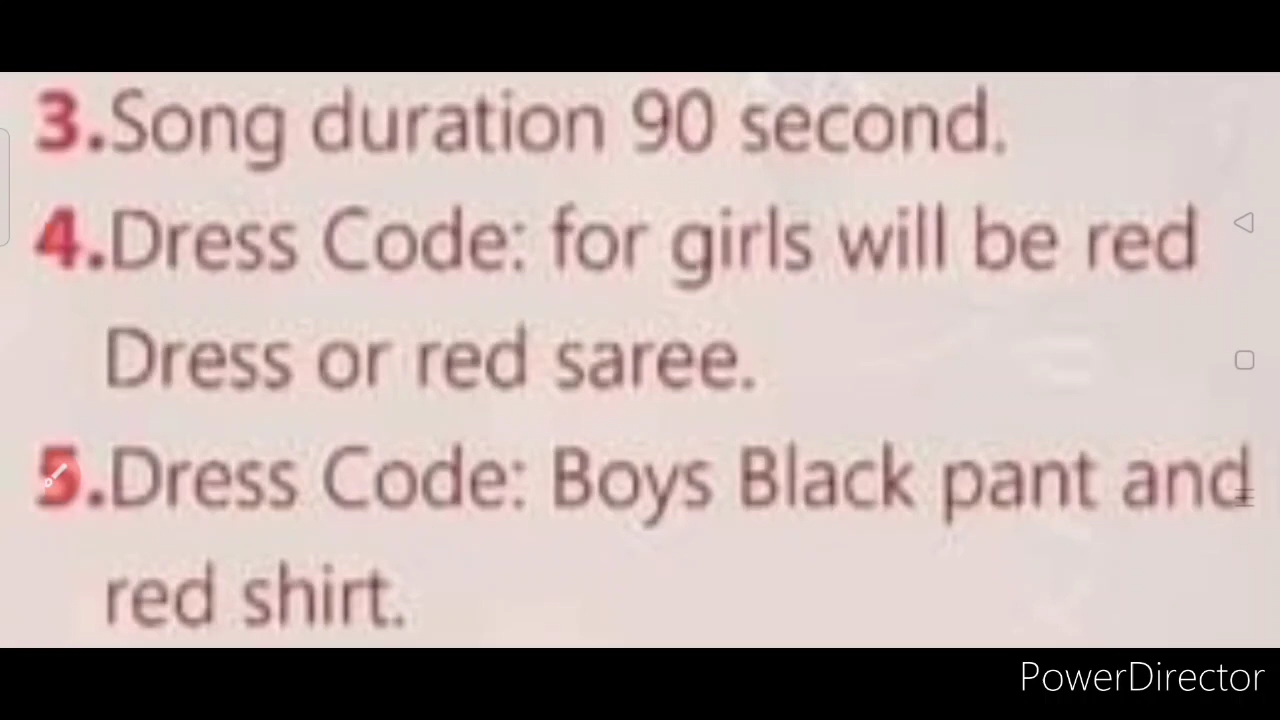 3.Song duration 90 second.
4.Dress Code: for girls will be red
Dress or red saree.
5.Dress Code: Boys Black pant and
red shirt.
PowerDirector